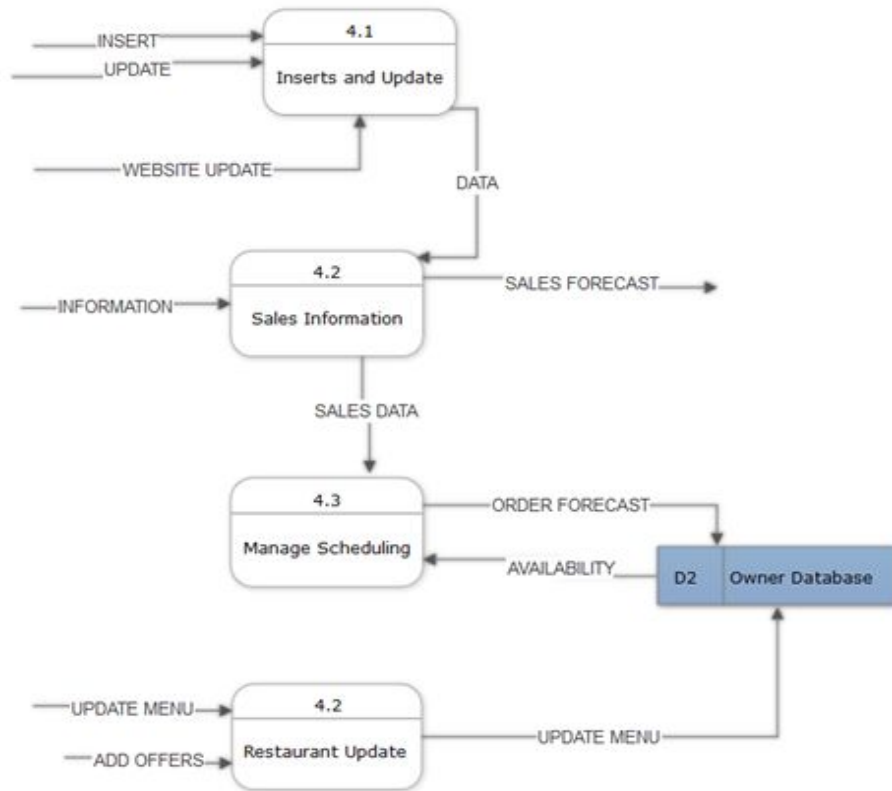 4.1
INSERT
UPDATE
Inserts and Update
WEBSITE UPDATE
DATA
4.2
SALES FORECAST
INFORMATION
Sales Information
SALES DATA
4.3
ORDER FORECAST
Manage Scheduling
AVAILABILITY
D2 Owner Database
4.2
UPDATE MENU
UPDATE MENU
Restaurant Update
ADD OFFERS